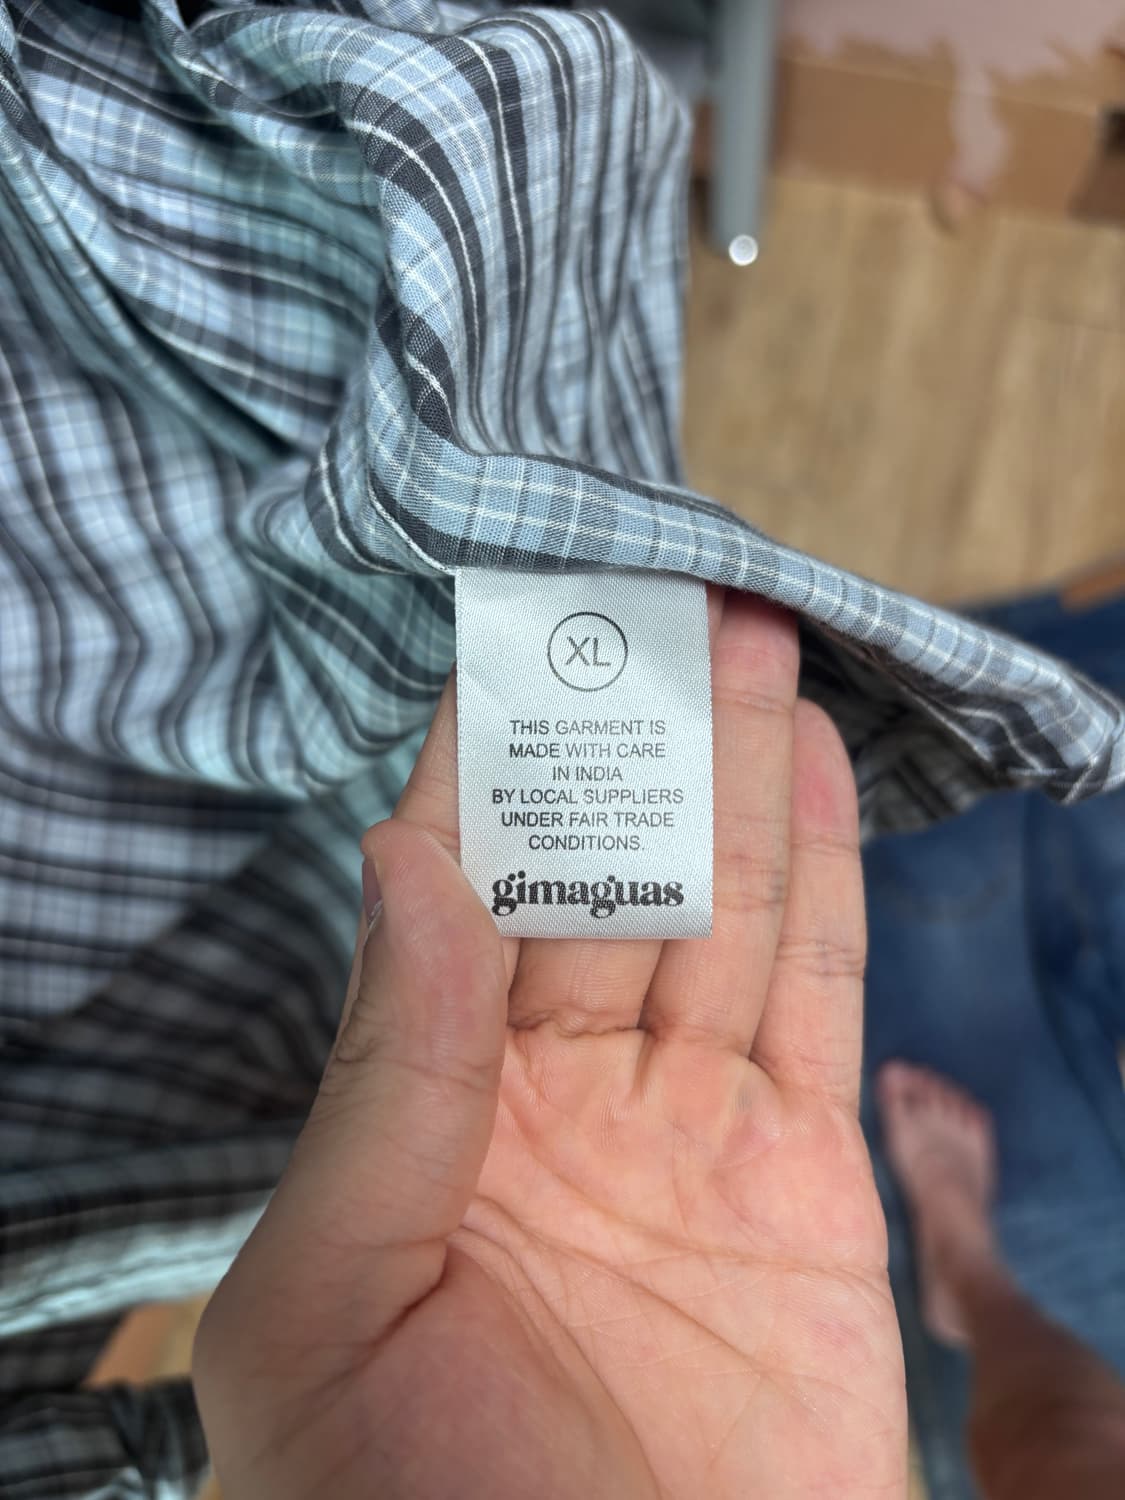 XL
THIS GARMENT IS
MADE WITH CARE
IN INDIA
BY LOCAL SUPPLIERS
UNDER FAIR TRADE
CONDITIONS.
gimaguas